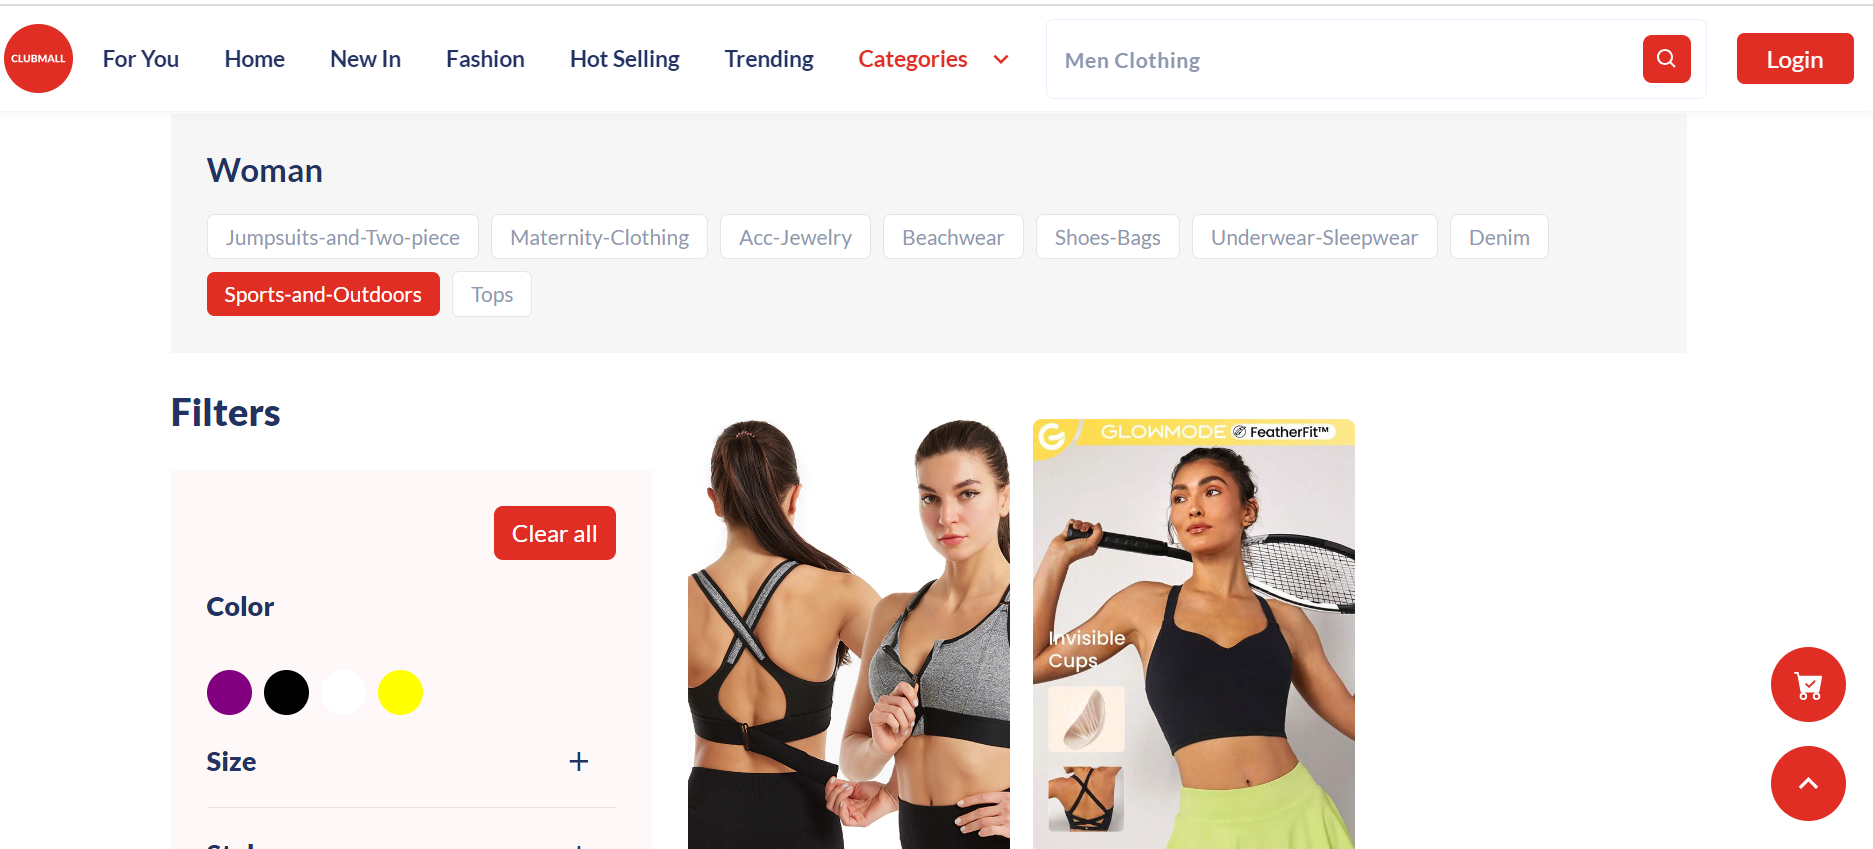 CLUBMALL
For You
Home
New In
Fashion
Hot Selling
Trending
Categories
Men Clothing
Login
Woman
Jumpsuits-and-Two-piece
Maternity-Clothing
Acc-Jewelry
Beachwear
Shoes-Bags
Underwear-Sleepwear
Denim
Sports-and-Outdoors
Tops
Filters
Clear all
Color
Size
GLOWMODE
FeatherFit™
Invisible
Cups